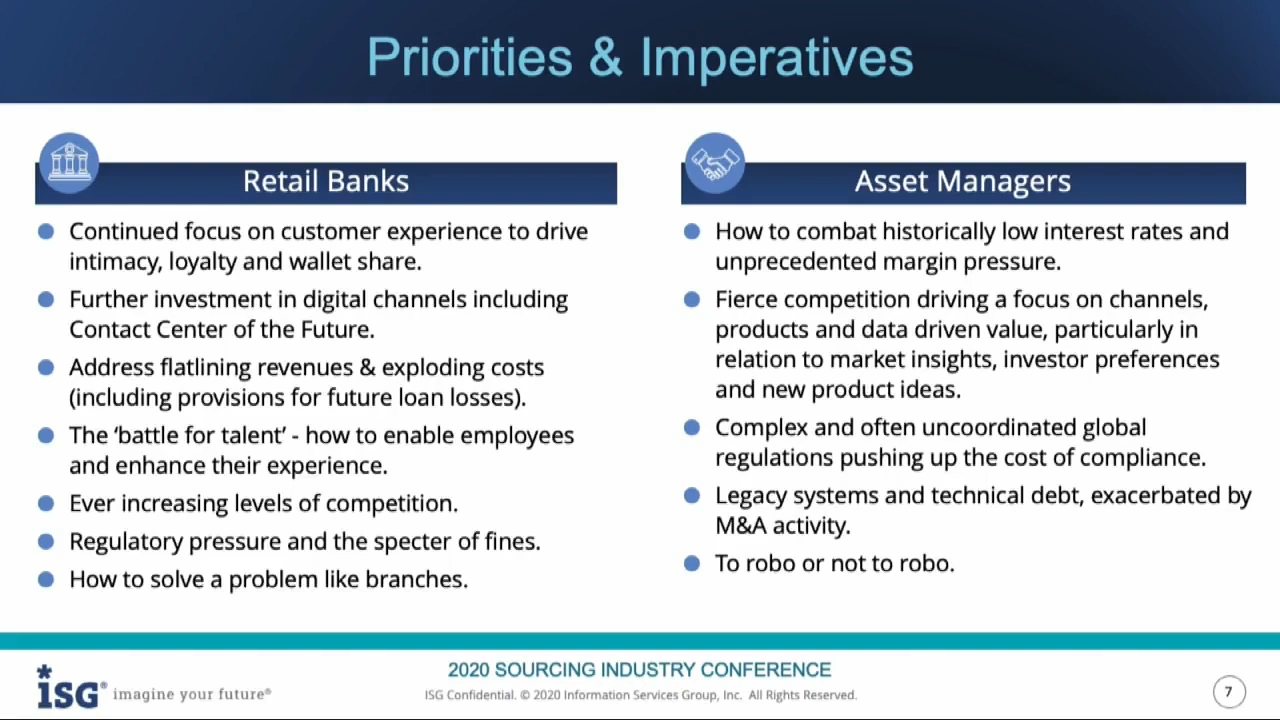 Priorities & Imperatives
Retail Banks
Continued focus on customer experience to drive
intimacy, loyalty and wallet share.
Further investment in digital channels including
Contact Center of the Future.
Address flatlining revenues & exploding costs
(including provisions for future loan losses).
The ‘battle for talent’ - how to enable employees
and enhance their experience.
Ever increasing levels of competition.
Regulatory pressure and the specter of fines.
How to solve a problem like branches.
Asset Managers
How to combat historically low interest rates and
unprecedented margin pressure.
Fierce competition driving a focus on channels,
products and data driven value, particularly in
relation to market insights, investor preferences
and new product ideas.
Complex and often uncoordinated global
regulations pushing up the cost of compliance.
Legacy systems and technical debt, exacerbated by
M&A activity.
To robo or not to robo.
ISG® imagine your future®
2020 SOURCING INDUSTRY CONFERENCE
ISG Confidential. © 2020 Information Services Group, Inc. All Rights Reserved.
7